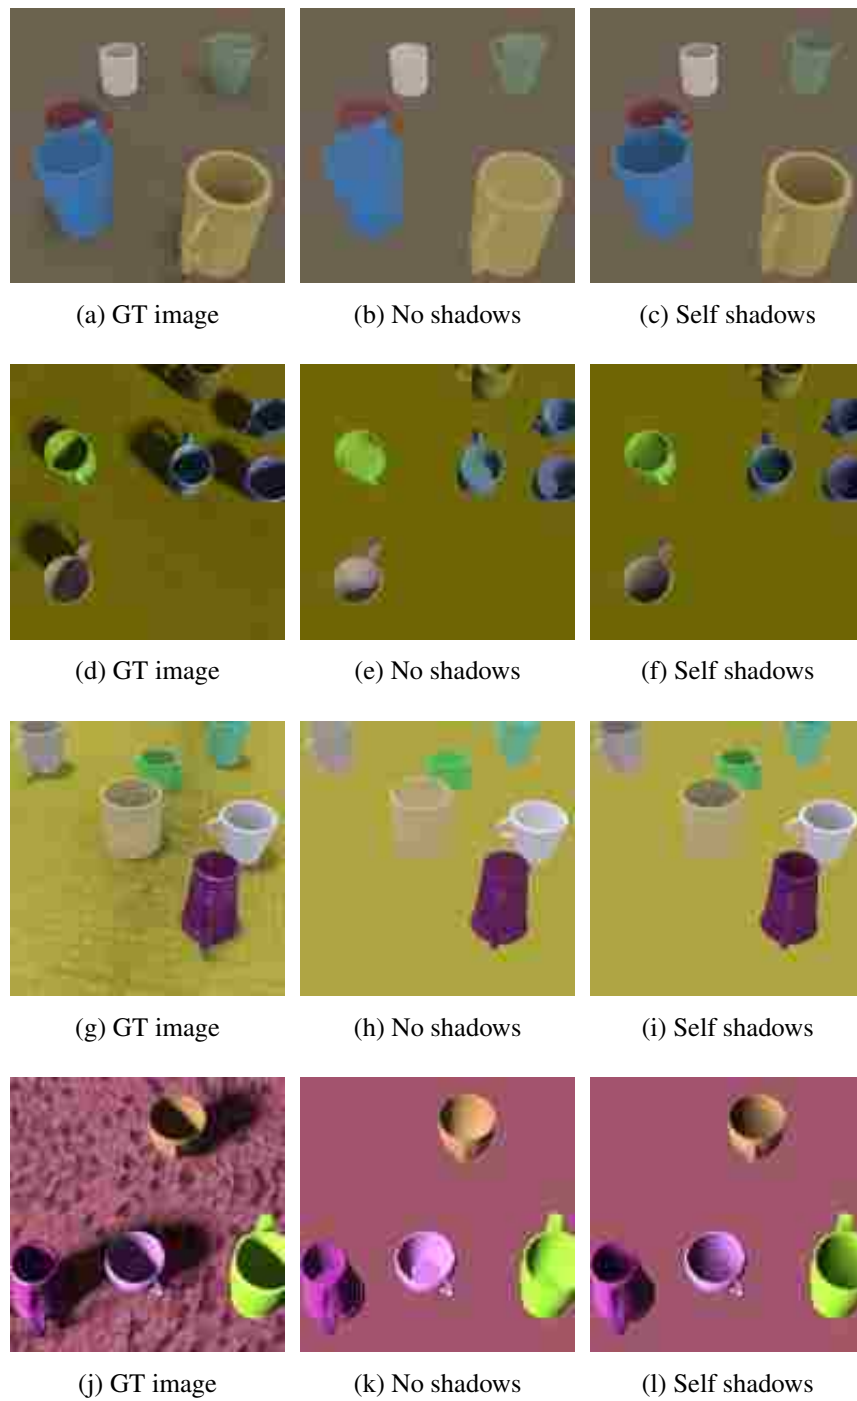 (a) GT image (b) No shadows (c) Self shadows
(d) GT image (e) No shadows (f) Self shadows
(g) GT image (h) No shadows (i) Self shadows
(j) GT image (k) No shadows (l) Self shadows